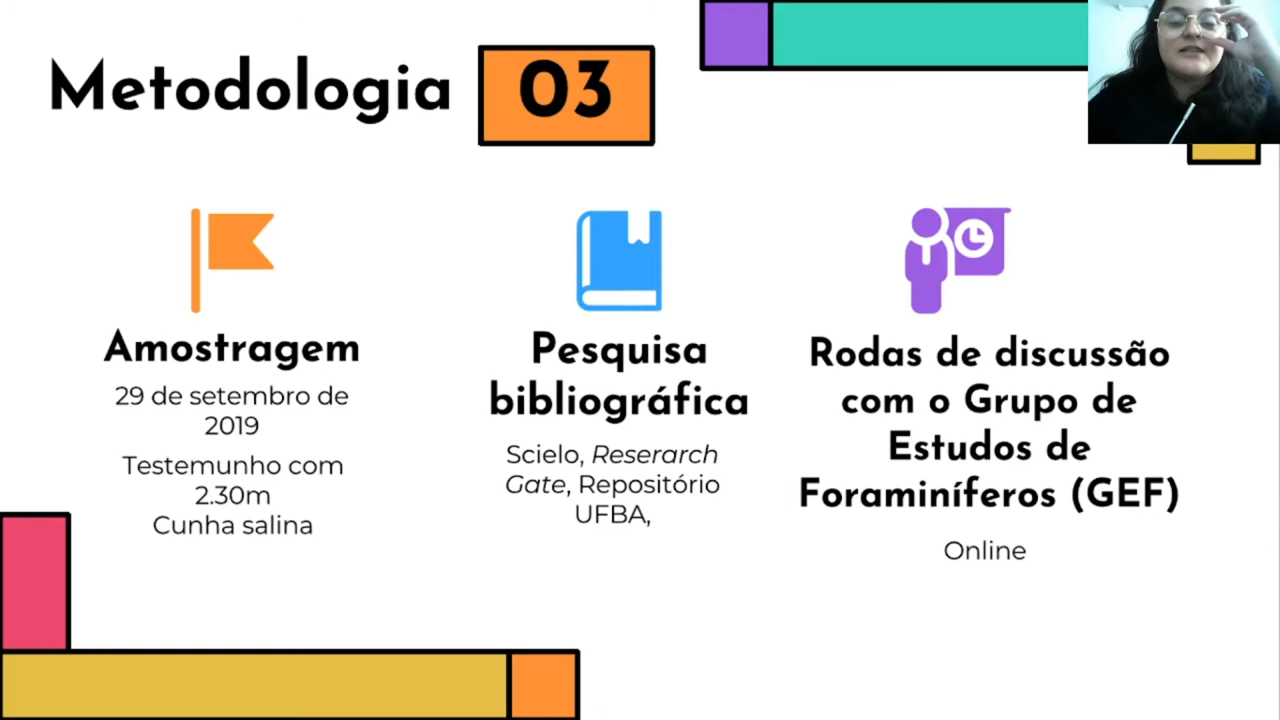 Metodologia
03
Amostragem
29 de setembro de
2019
Testemunho com
2.30m
Cunha salina
Pesquisa
bibliográfica
Scielo, Reserarch
Gate, Repositório
UFBA,
Rodas de discussão
com o Grupo de
Estudos de
Foraminíferos (GEF)
Online